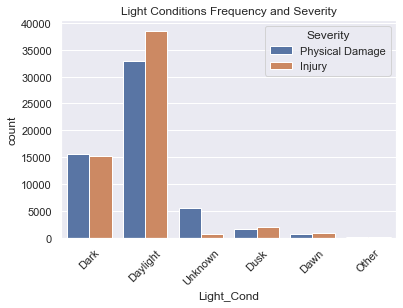 Light Conditions Frequency and Severity
Severity
Physical Damage
Injury
count
40000
35000
30000
25000
20000
15000
10000
5000
0
Dark
Daylight
Unknown
Dusk
Dawn
Other
Light_Cond